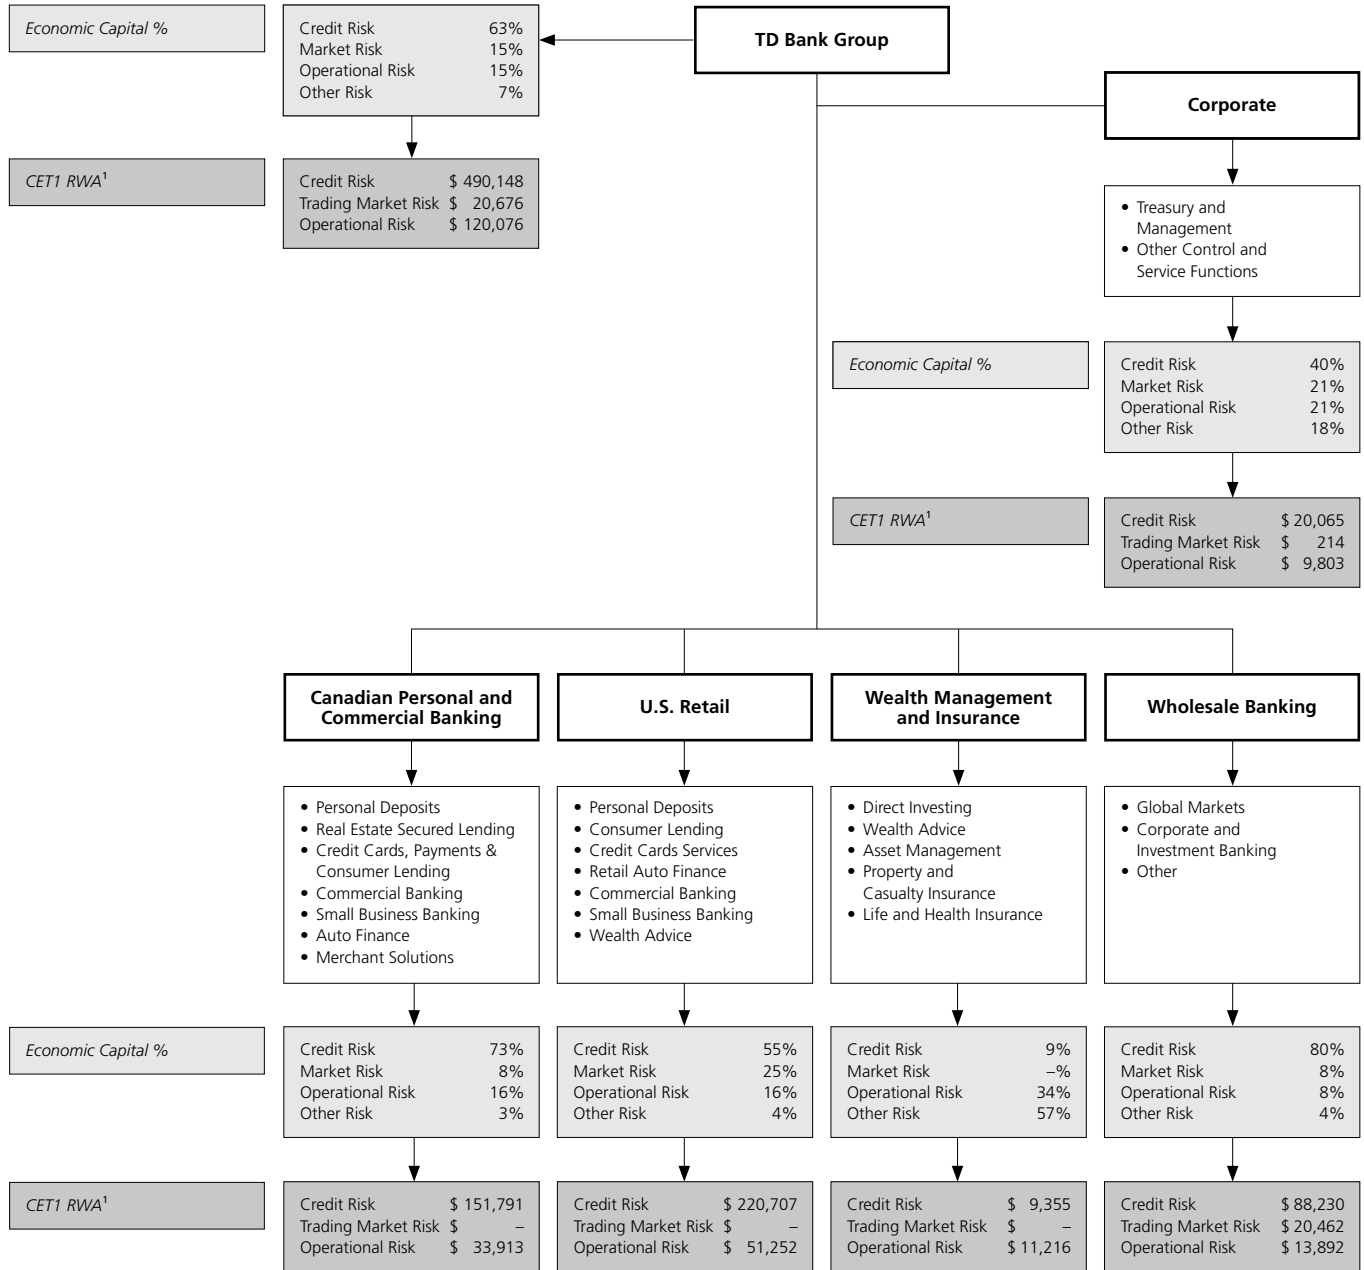 Economic Capital %
Credit Risk 63%
Market Risk 15%
Operational Risk 15%
Other Risk 7%
TD Bank Group
Corporate
CET1 RWA¹
Credit Risk $ 490,148
Trading Market Risk $ 20,676
Operational Risk $ 120,076
• Treasury and
Management
• Other Control and
Service Functions
Economic Capital %
Credit Risk 40%
Market Risk 21%
Operational Risk 21%
Other Risk 18%
CET1 RWA¹
Credit Risk $ 20,065
Trading Market Risk $ 214
Operational Risk $ 9,803
Canadian Personal and
Commercial Banking
U.S. Retail
Wealth Management
and Insurance
Wholesale Banking
• Personal Deposits
• Real Estate Secured Lending
• Credit Cards, Payments &
Consumer Lending
• Commercial Banking
• Small Business Banking
• Auto Finance
• Merchant Solutions
• Personal Deposits
• Consumer Lending
• Credit Cards Services
• Retail Auto Finance
• Commercial Banking
• Small Business Banking
• Wealth Advice
• Direct Investing
• Wealth Advice
• Asset Management
• Property and
Casualty Insurance
• Life and Health Insurance
• Global Markets
• Corporate and
Investment Banking
• Other
Economic Capital %
Credit Risk 73%
Market Risk 8%
Operational Risk 16%
Other Risk 3%
Credit Risk 55%
Market Risk 25%
Operational Risk 16%
Other Risk 4%
Credit Risk 9%
Market Risk –%
Operational Risk 34%
Other Risk 57%
Credit Risk 80%
Market Risk 8%
Operational Risk 8%
Other Risk 4%
CET1 RWA¹
Credit Risk $ 151,791
Trading Market Risk $ –
Operational Risk $ 33,913
Credit Risk $ 220,707
Trading Market Risk $ –
Operational Risk $ 51,252
Credit Risk $ 9,355
Trading Market Risk $ –
Operational Risk $ 11,216
Credit Risk $ 88,230
Trading Market Risk $ 20,462
Operational Risk $ 13,892